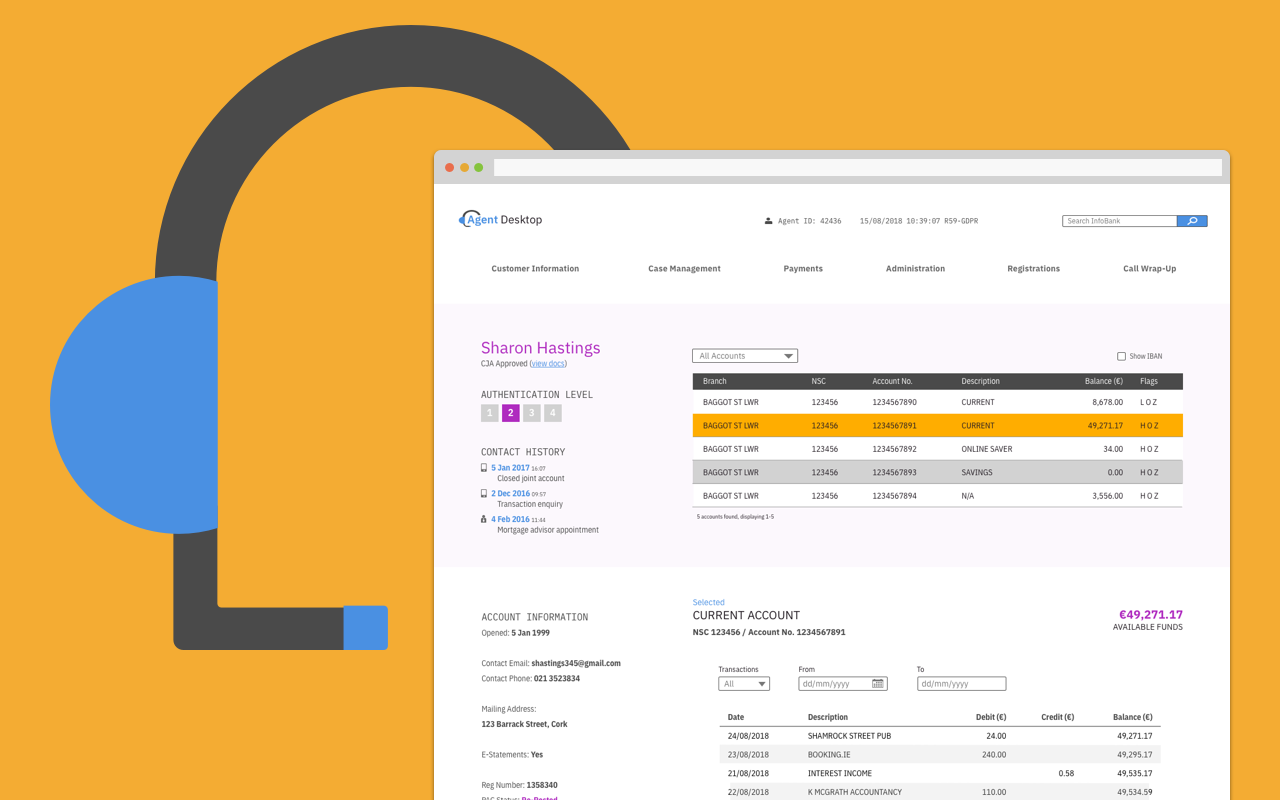 Agent Desktop
Agent ID: 42436 15/08/2018 10:39:07 RS9-GDPR
Search InfoBank
Customer Information Case Management Payments Administration Registrations Call Wrap-Up
Sharon Hastings
CJA Approved (view docs)
AUTHENTICATION LEVEL
1 2 3 4
CONTACT HISTORY
5 Jan 2017 16:07
Closed joint account
2 Dec 2016 09:57
Transaction enquiry
4 Feb 2016 11:44
Mortgage advisor appointment
All Accounts Show IBAN
Branch NSC Account No. Description Balance (€) Flags
BAGGOT ST LWR 123456 1234567890 CURRENT 8,678.00 L O Z
BAGGOT ST LWR 123456 1234567891 CURRENT 49,271.17 H O Z
BAGGOT ST LWR 123456 1234567892 ONLINE SAVER 34.00 H O Z
BAGGOT ST LWR 123456 1234567893 SAVINGS 0.00 H O Z
BAGGOT ST LWR 123456 1234567894 N/A 3,556.00 H O Z
5 accounts found, displaying 1-5
ACCOUNT INFORMATION
Opened: 5 Jan 1999
Contact Email: shastings345@gmail.com
Contact Phone: 021 3523834
Mailing Address:
123 Barrack Street, Cork
E-Statements: Yes
Reg Number: 1358340
Selected
CURRENT ACCOUNT
NSC 123456 / Account No. 1234567891
€49,271.17
AVAILABLE FUNDS
Transactions From To
All dd/mm/yyyy dd/mm/yyyy
Date Description Debit (€) Credit (€) Balance (€)
24/08/2018 SHAMROCK STREET PUB 24.00 49,271.17
23/08/2018 BOOKING.IE 240.00 49,295.17
21/08/2018 INTEREST INCOME 0.58 49,535.17
22/08/2018 K MCGRATH ACCOUNTANCY 110.00 49,534.59